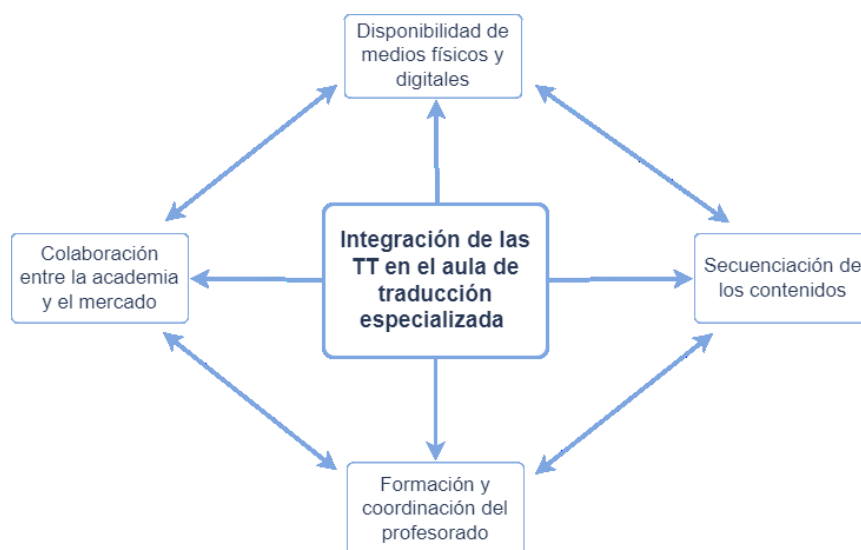 Disponibilidad de
medios físicos y
digitales
Colaboración
entre la academia
y el mercado
Integración de las
TT en el aula de
traducción
especializada
Secuenciación de
los contenidos
Formación y
coordinación del
profesorado